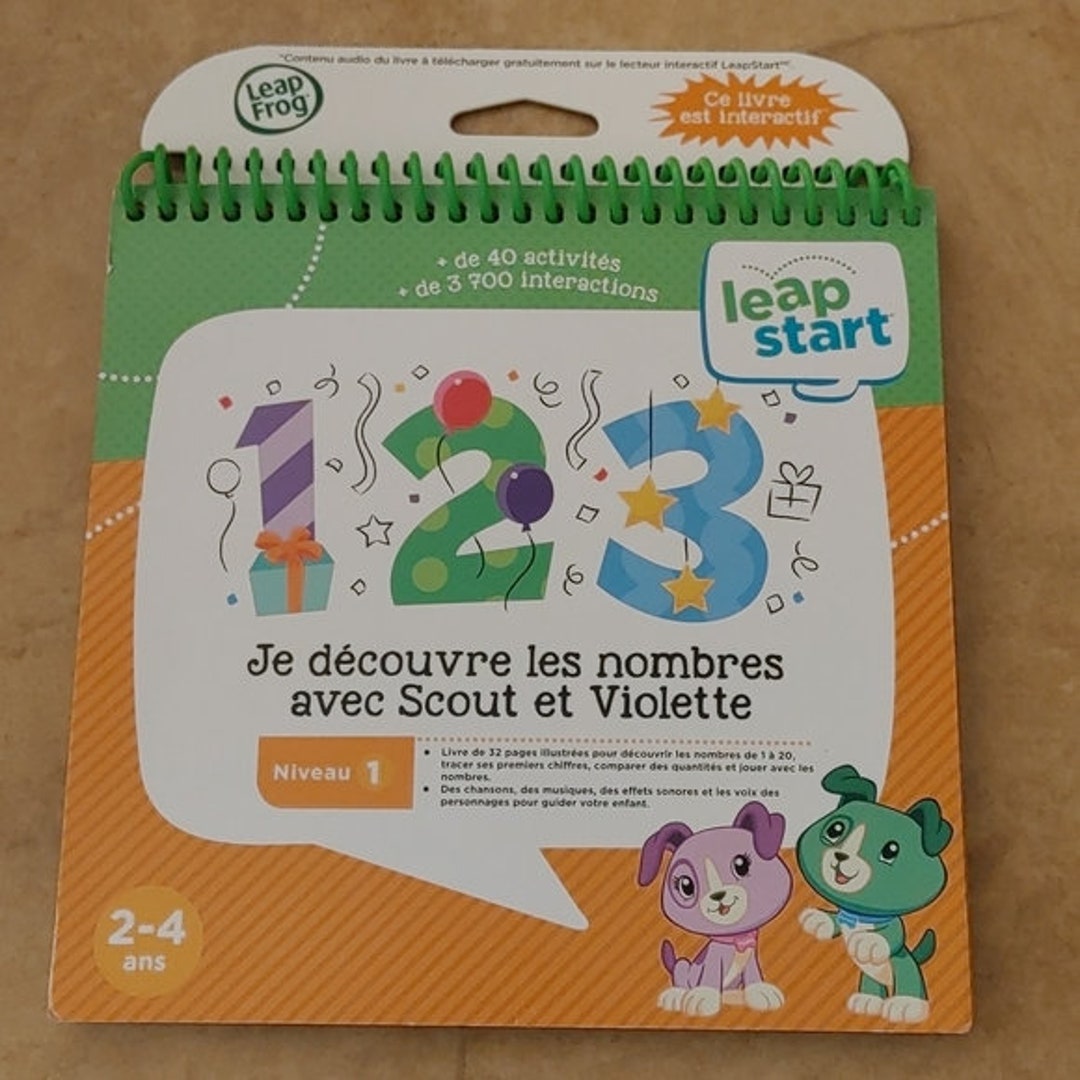 *Contenu audio du livre à télécharger gratuitement sur le lecteur interactif LeapStart™.
Leap
Frog
Ce livre
est interactif
+ de 40 activités
+ de 3 700 interactions
leap
start
1 2 3
Je découvre les nombres
avec Scout et Violette
Niveau 1
• Livre de 32 pages illustrées pour découvrir les nombres de 1 à 20,
tracer ses premiers chiffres, comparer des quantités et jouer avec les
nombres.
• Des chansons, des musiques, des effets sonores et les voix des
personnages pour guider votre enfant.
2-4
ans